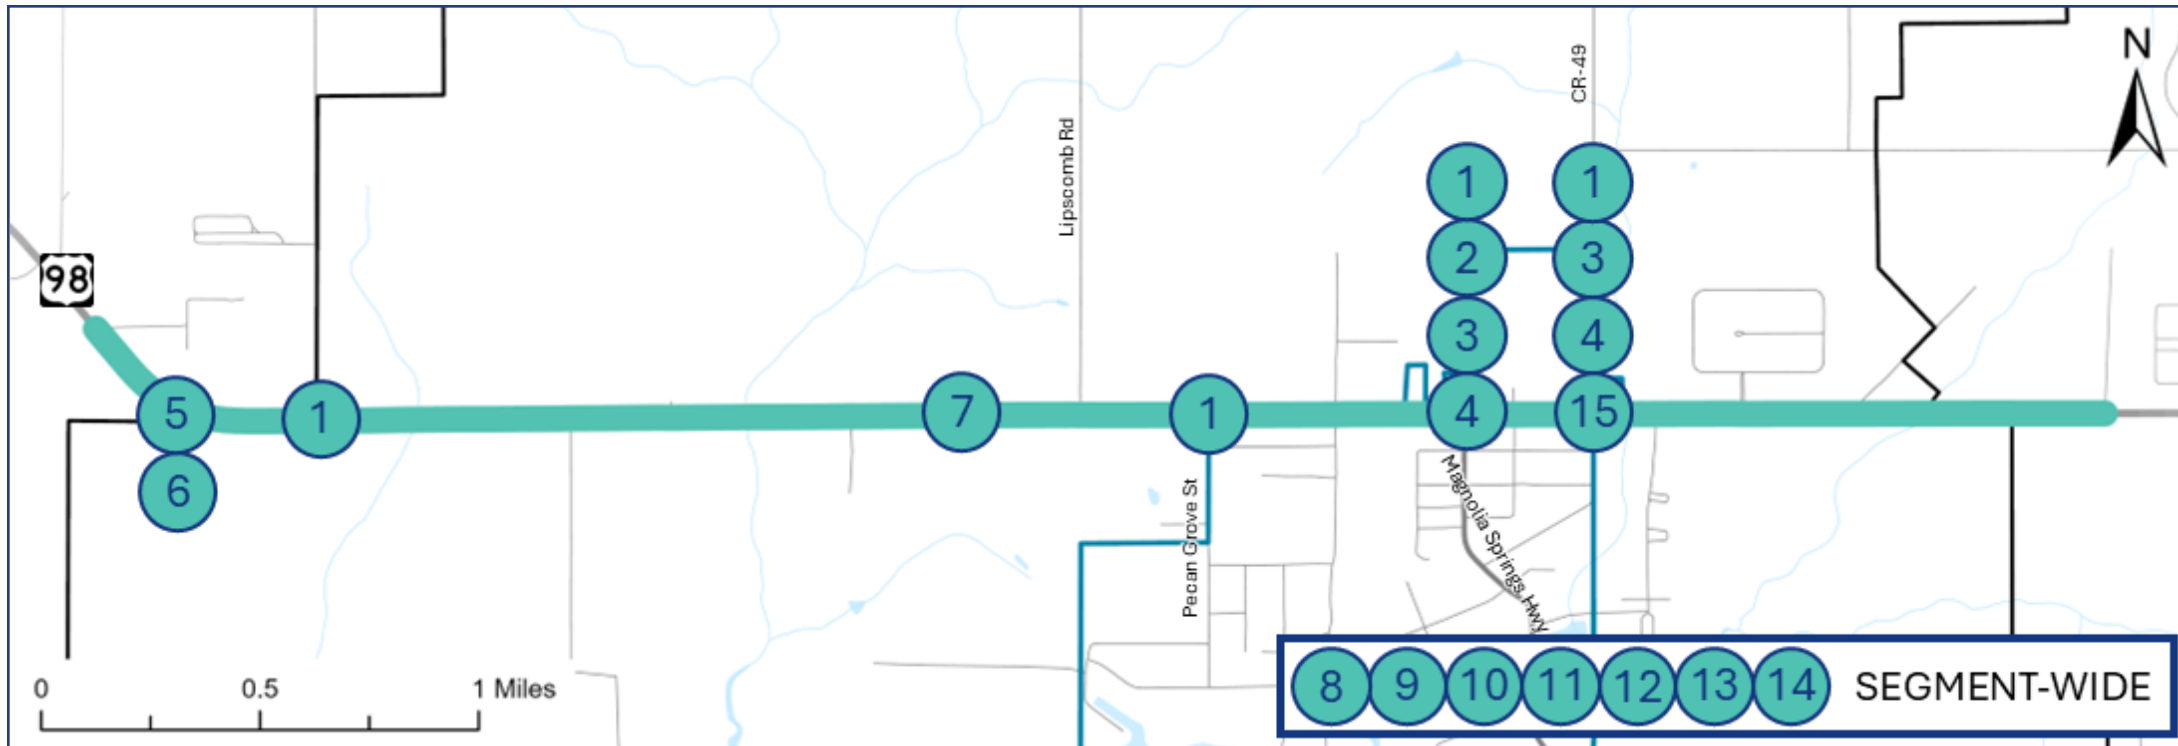 N
CR-49
Lipscomb Rd
1
1
2
3
98
3
4
5
1
7
1
4
15
6
Pecan Grove St
Magnolia Springs Hwy
0
0.5
1 Miles
8 9 10 11 12 13 14 SEGMENT-WIDE